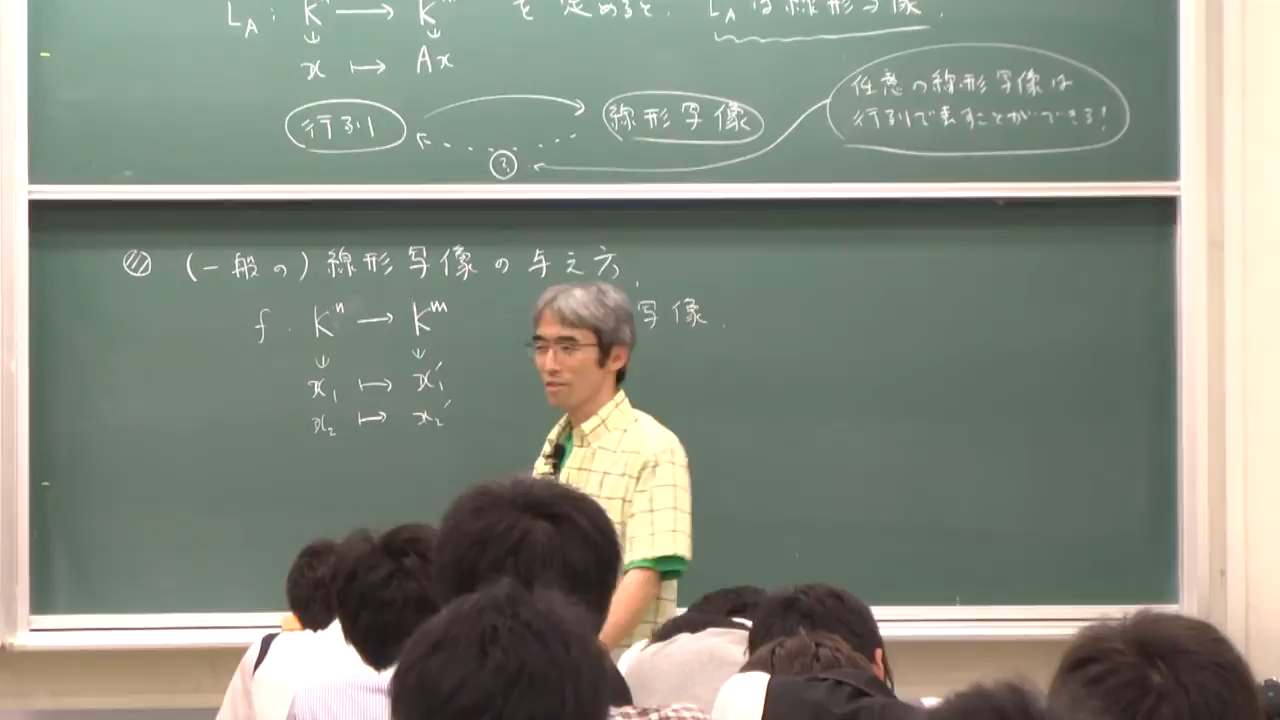 L_A : K^n → K^m を定めると、L_A は線形写像.
x ↦ Ax
行列
線形写像
任意の線形写像は
行列で表すことができる!
?
(一般の) 線形写像の与え方
f : K^n → K^m
写像.
x_1 ↦ x_1'
x_2 ↦ x_2'